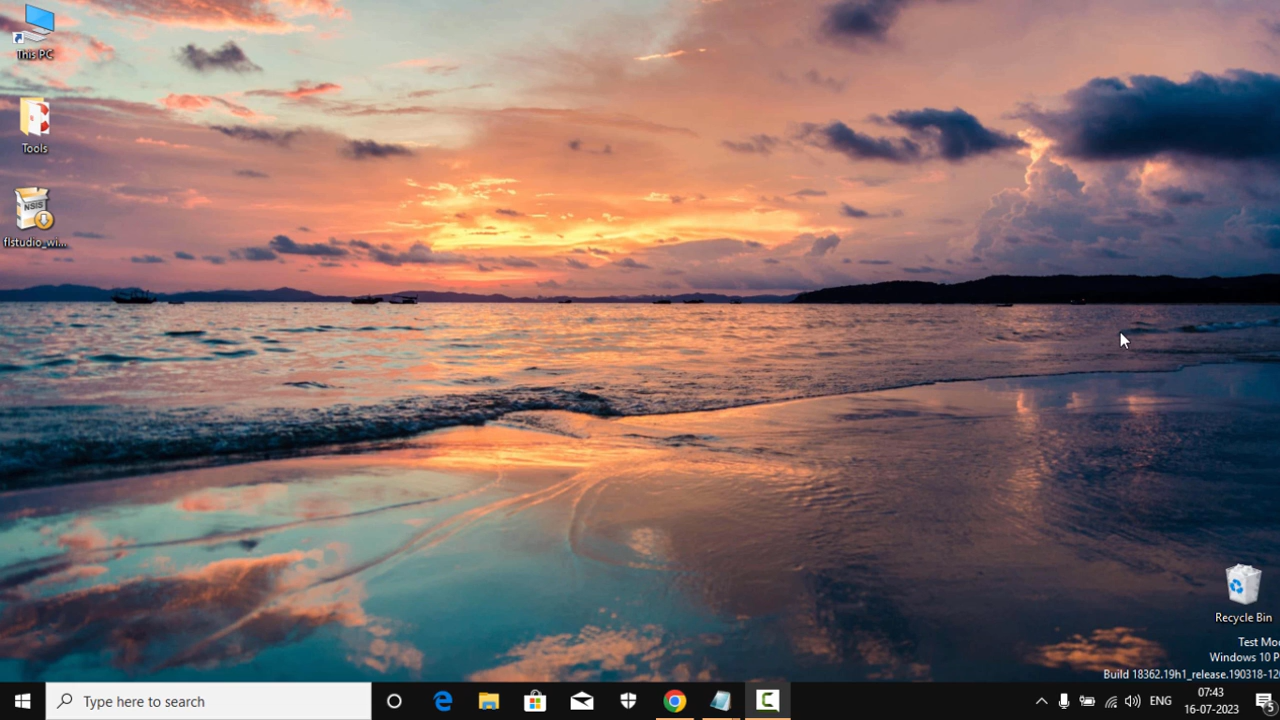 This PC
Tools
NSIS
flstudio_wi...
Recycle Bin
Test Mo
Windows 10 P
Build 18362.19h1_release.190318-12
Type here to search
ENG
07:43
16-07-2023
5